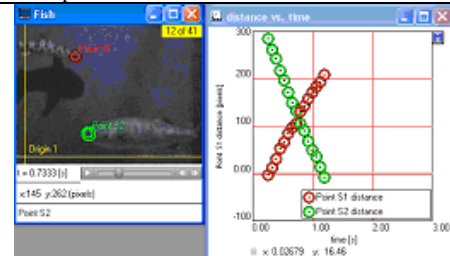 Fish
12 of 41
Point S1
Point S2
Origin 1
t = 0.7333 [s]
x:145 y:262 (pixels)
Point S2
distance vs. time
Point S1 distance [pixels]
300
200
100
0.00
-100
0.00 1.00 2.00 3.00
Point S1 distance
Point S2 distance
time [s]
x: 0.02679 y: 16.46